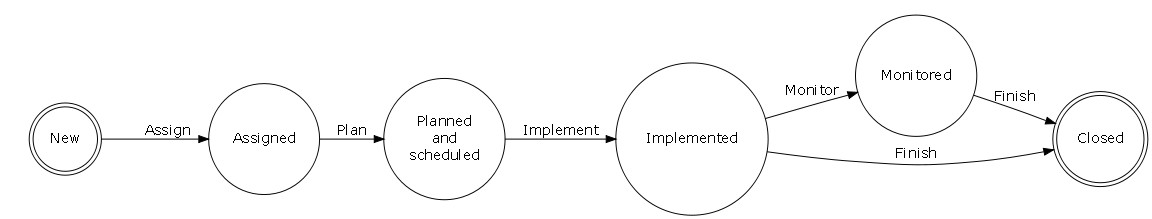 New
Assign
Assigned
Plan
Planned
and
scheduled
Implement
Implemented
Monitor
Monitored
Finish
Finish
Closed